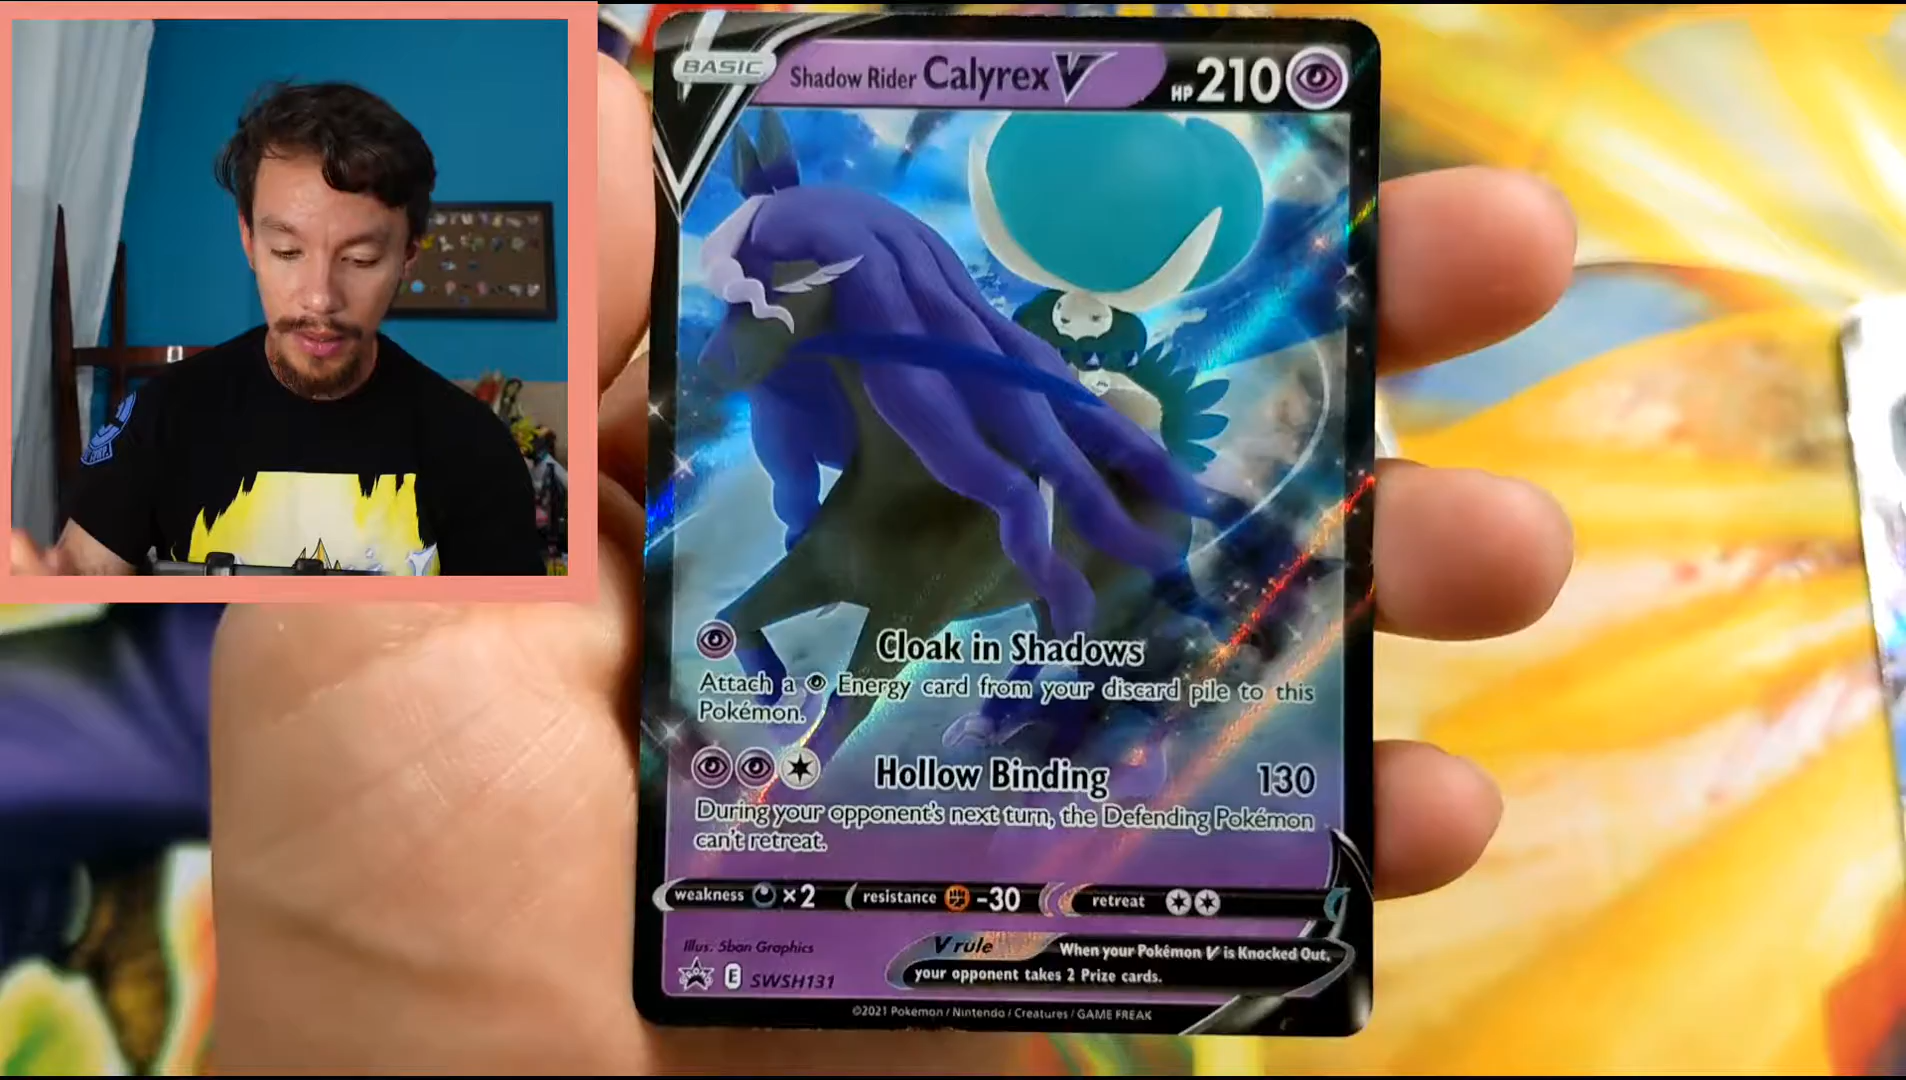 BASIC
Shadow Rider Calyrex V HP 210
Cloak in Shadows
Attach a Energy card from your discard pile to this
Pokémon.
Hollow Binding 130
During your opponent's next turn, the Defending Pokémon
can't retreat.
weakness ×2 resistance -30 retreat
Illus. 5ban Graphics
V rule When your Pokémon V is Knocked Out,
your opponent takes 2 Prize cards.
E SWSH131
©2021 Pokémon / Nintendo / Creatures / GAME FREAK